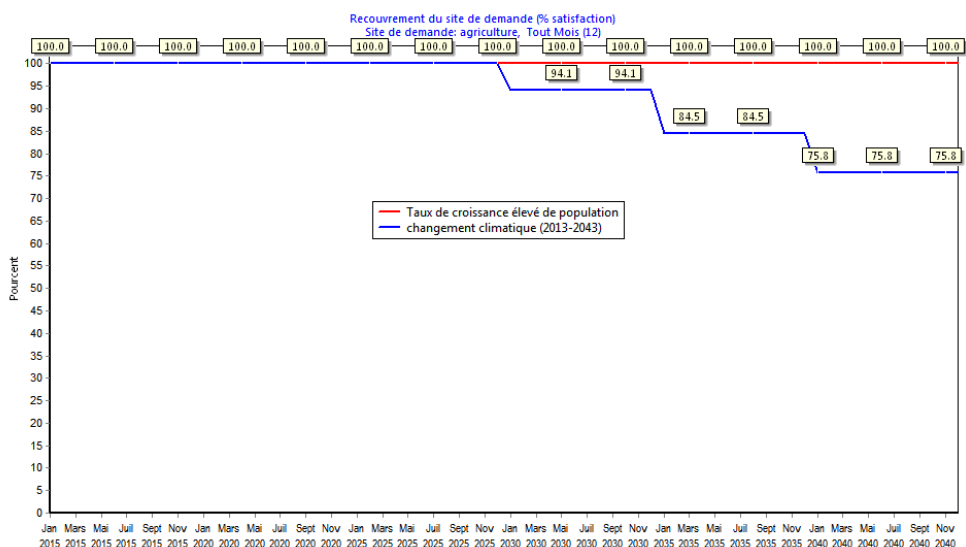 Recouvrement du site de demande (% satisfaction)
Site de demande: agriculture, Tout Mois (12)
100.0 100.0 100.0 100.0 100.0 100.0 100.0 100.0 100.0 100.0 100.0 100.0 100.0 100.0
94.1 94.1
84.5 84.5
75.8 75.8 75.8
100
95
90
85
80
75
70
65
60
55
50
45
40
35
30
25
20
15
10
5
0
Pourcent
Taux de croissance élevé de population
changement climatique (2013-2043)
Jan Mars Mai Juil Sept Nov Jan Mars Mai Juil Sept Nov Jan Mars Mai Juil Sept Nov Jan Mars Mai Juil Sept Nov Jan Mars Mai Juil Sept Nov Jan Mars Mai Juil Sept Nov
2015 2015 2015 2015 2015 2015 2020 2020 2020 2020 2020 2020 2025 2025 2025 2025 2025 2025 2030 2030 2030 2030 2030 2030 2035 2035 2035 2035 2035 2035 2040 2040 2040 2040 2040 2040